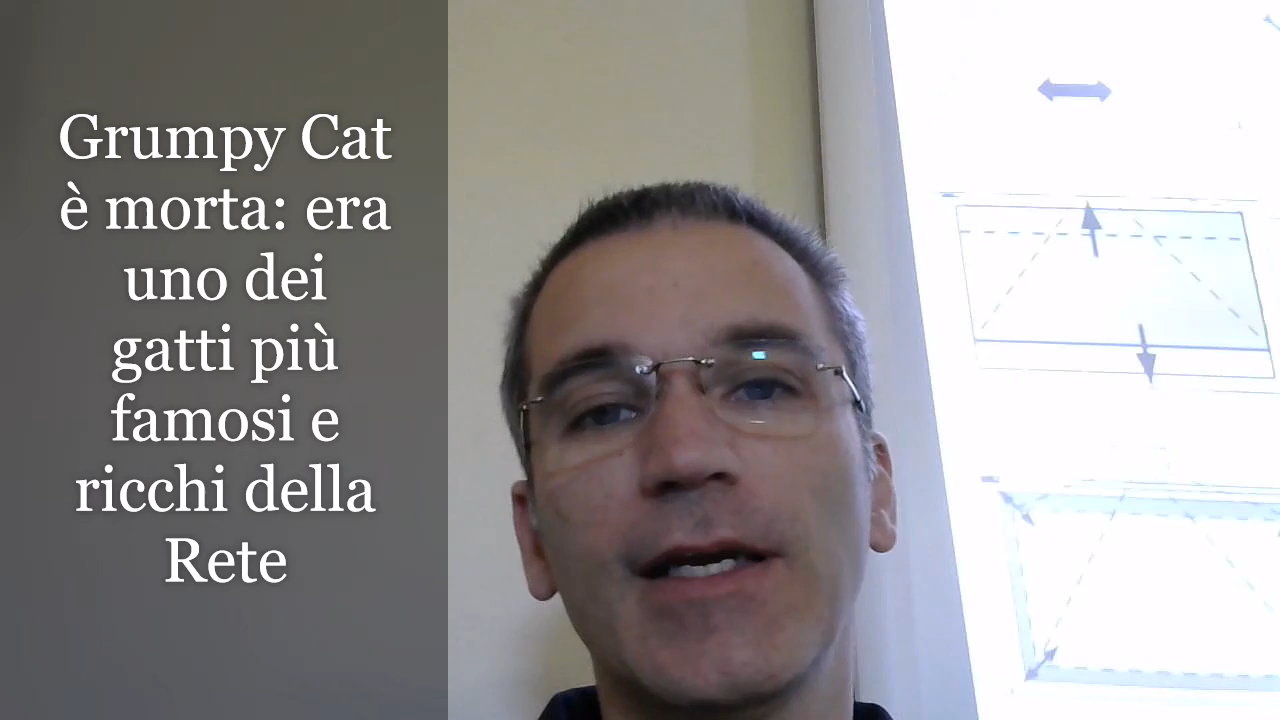 Grumpy Cat
è morta: era
uno dei
gatti più
famosi e
ricchi della
Rete